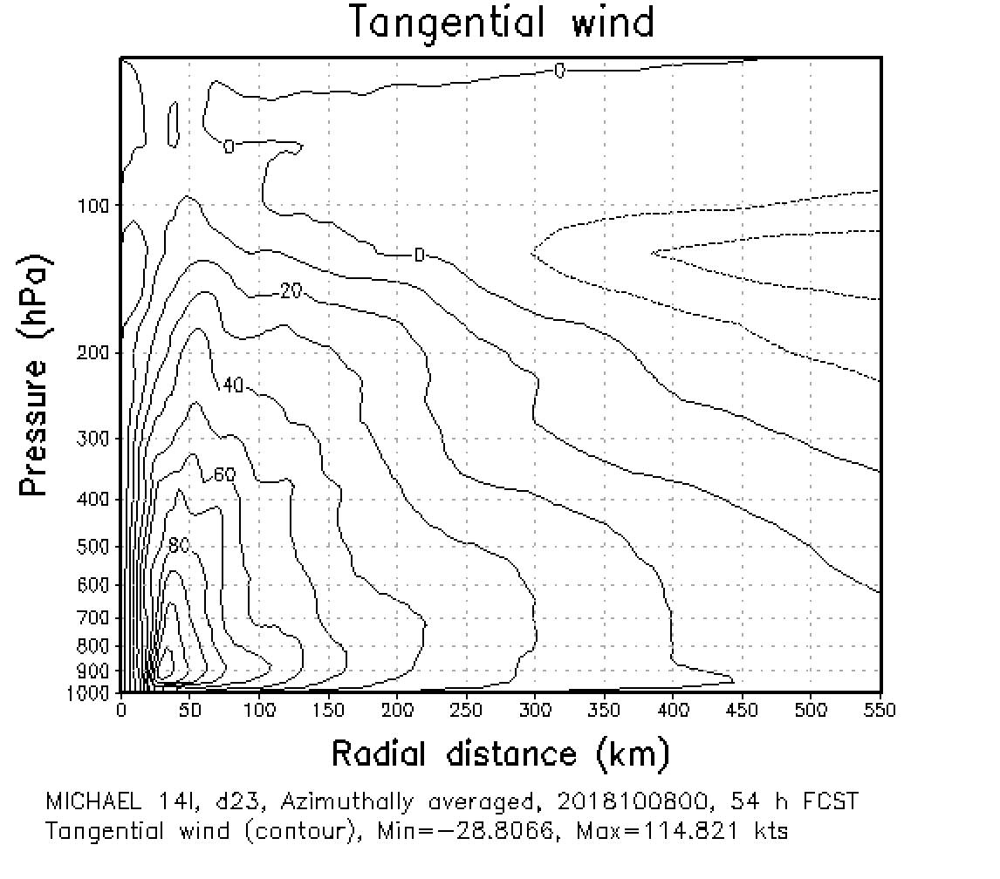 Tangential wind
0
0
100
0
20
200
40
300
60
400
80
500
600
700
800
900
1000
0 50 100 150 200 250 300 350 400 450 500 550
Pressure (hPa)
Radial distance (km)
MICHAEL 14l, d23, Azimuthally averaged, 2018100800, 54 h FCST
Tangential wind (contour), Min=−28.8066, Max=114.821 kts